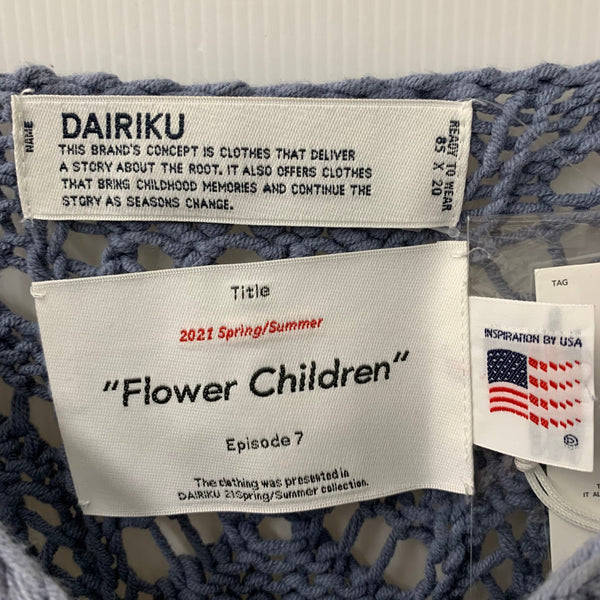 NAME
DAIRIKU
THIS BRAND'S CONCEPT IS CLOTHES THAT DELIVER
A STORY ABOUT THE ROOT. IT ALSO OFFERS CLOTHES
THAT BRING CHILDHOOD MEMORIES AND CONTINUE THE
STORY AS SEASONS CHANGE.
READY TO WEAR
85 X 20
Title
2021 Spring/Summer
"Flower Children"
Episode 7
The clothing was presented in
DAIRIKU 21Spring/Summer collection.
INSPIRATION BY USA
TAG